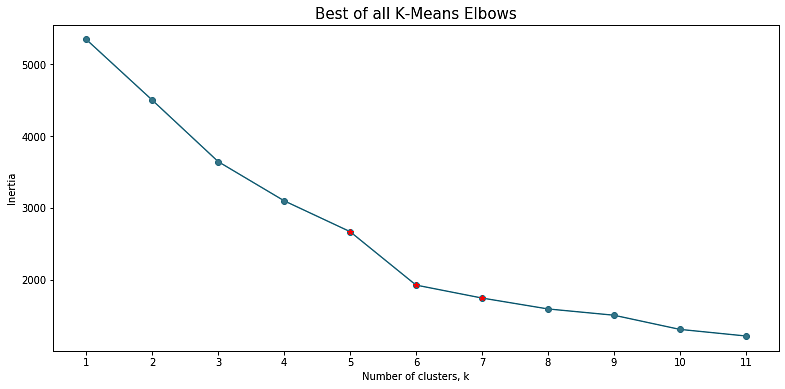 Best of all K-Means Elbows
5000
4000
3000
2000
Inertia
1 2 3 4 5 6 7 8 9 10 11
Number of clusters, k